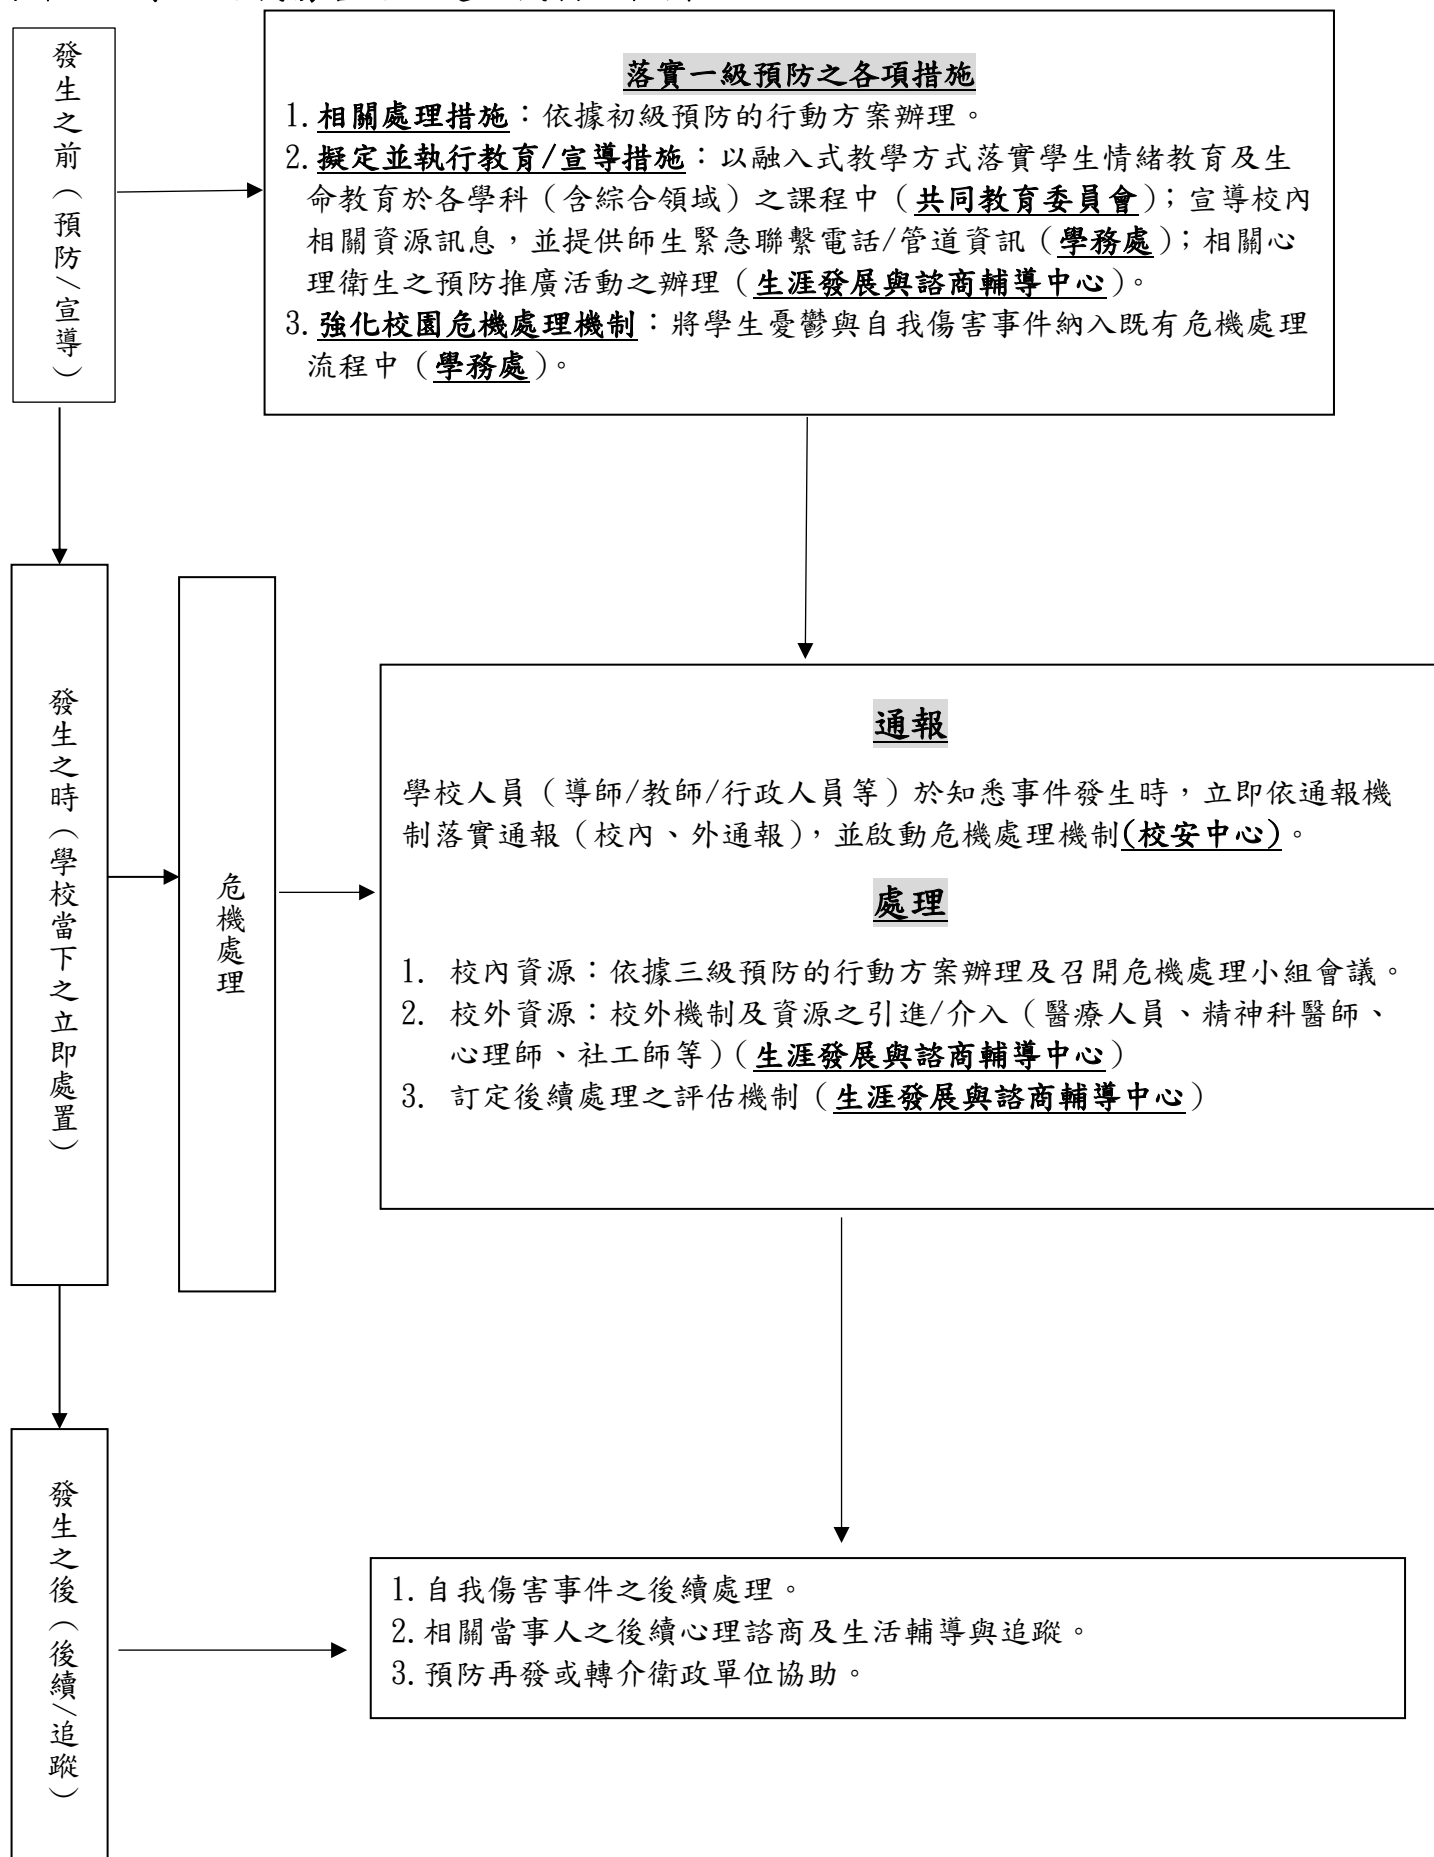 發生之前（預防/宣導）
落實一級預防之各項措施
1.相關處理措施：依據初級預防的行動方案辦理。
2.擬定並執行教育/宣導措施：以融入式教學方式落實學生情緒教育及生
命教育於各學科（含綜合領域）之課程中（共同教育委員會）；宣導校內
相關資源訊息，並提供師生緊急聯繫電話/管道資訊（學務處）；相關心
理衛生之預防推廣活動之辦理（生涯發展與諮商輔導中心）。
3.強化校園危機處理機制：將學生憂鬱與自我傷害事件納入既有危機處理
流程中（學務處）。
發生之時（學校當下之立即處置）
危機處理
通報
學校人員（導師/教師/行政人員等）於知悉事件發生時，立即依通報機
制落實通報（校內、外通報），並啟動危機處理機制(校安中心)。
處理
1. 校內資源：依據三級預防的行動方案辦理及召開危機處理小組會議。
2. 校外資源：校外機制及資源之引進/介入（醫療人員、精神科醫師、
心理師、社工師等）（生涯發展與諮商輔導中心）
3. 訂定後續處理之評估機制（生涯發展與諮商輔導中心）
發生之後（後續/追蹤）
1.自我傷害事件之後續處理。
2.相關當事人之後續心理諮商及生活輔導與追蹤。
3.預防再發或轉介衛政單位協助。